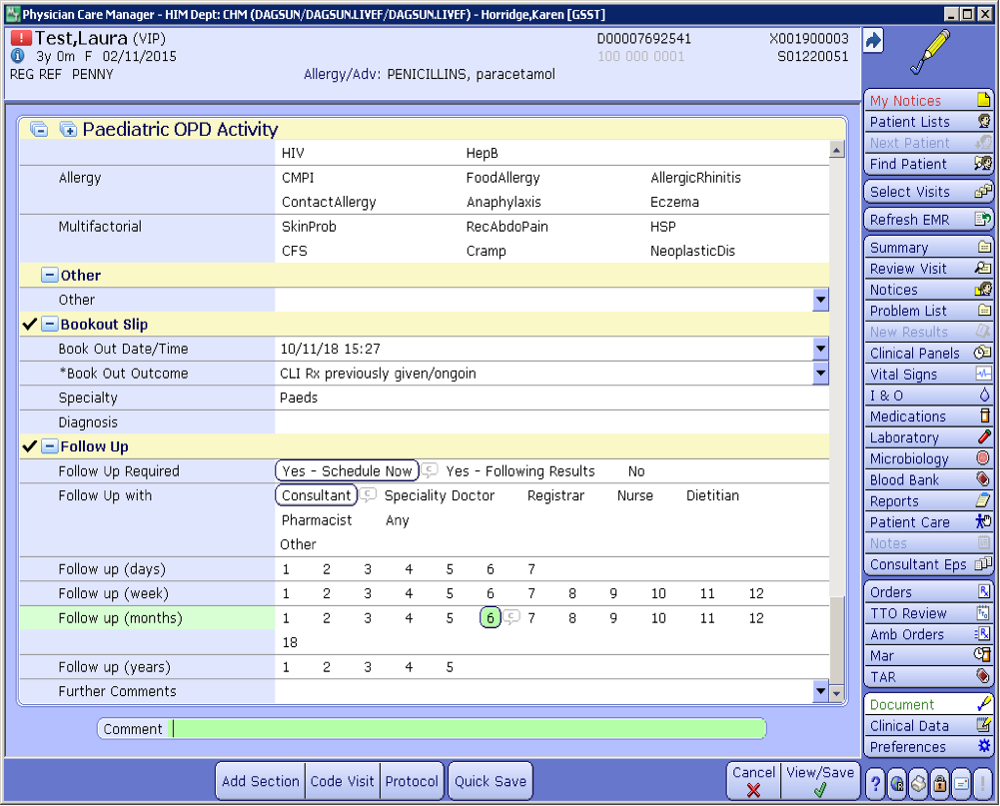 Physician Care Manager - HIM Dept: CHM (DAGSUN/DAGSUN.LIVEF/DAGSUN.LIVEF) - Horridge,Karen [GSST]
Test,Laura (VIP)
3y 0m F 02/11/2015
REG REF PENNY
Allergy/Adv: PENICILLINS, paracetamol
D00007692541
100 000 0001
X001900003
S01220051
Paediatric OPD Activity
HIV HepB
Allergy CMPI FoodAllergy AllergicRhinitis
ContactAllergy Anaphylaxis Eczema
Multifactorial SkinProb RecAbdoPain HSP
CFS Cramp NeoplasticDis
Other
Other
Bookout Slip
Book Out Date/Time 10/11/18 15:27
*Book Out Outcome CLI Rx previously given/ongoin
Specialty Paeds
Diagnosis
Follow Up
Follow Up Required Yes - Schedule Now C Yes - Following Results No
Follow Up with Consultant C Speciality Doctor Registrar Nurse Dietitian
Pharmacist Any
Other
Follow up (days) 1 2 3 4 5 6 7
Follow up (week) 1 2 3 4 5 6 7 8 9 10 11 12
Follow up (months) 1 2 3 4 5 6 C 7 8 9 10 11 12
18
Follow up (years) 1 2 3 4 5
Further Comments
Comment
Add Section Code Visit Protocol Quick Save
Cancel View/Save
My Notices
Patient Lists
Next Patient
Find Patient
Select Visits
Refresh EMR
Summary
Review Visit
Notices
Problem List
New Results
Clinical Panels
Vital Signs
I & O
Medications
Laboratory
Microbiology
Blood Bank
Reports
Patient Care
Notes
Consultant Eps
Orders
TTO Review
Amb Orders
Mar
TAR
Document
Clinical Data
Preferences